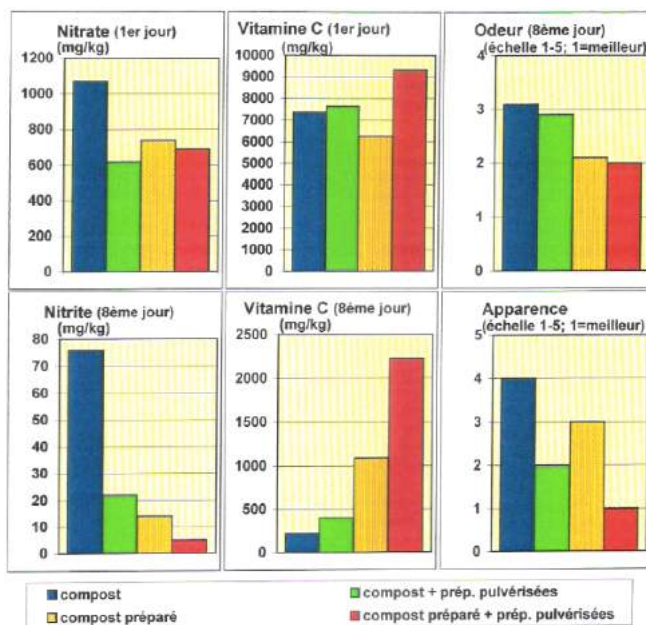 Nitrate (1er jour)
(mg/kg)
1200
1000
800
600
400
200
0
Vitamine C (1er jour)
(mg/kg)
10000
9000
8000
7000
6000
5000
4000
3000
2000
1000
0
Odeur (8ème jour)
(échelle 1-5; 1=meilleur)
4
3
2
1
0
Nitrite (8ème jour)
(mg/kg)
80
70
60
50
40
30
20
10
0
Vitamine C (8ème jour)
(mg/kg)
2500
2000
1500
1000
500
0
Apparence
(échelle 1-5; 1=meilleur)
5
4
3
2
1
0
compost
compost + prép. pulvérisées
compost préparé
compost préparé + prép. pulvérisées